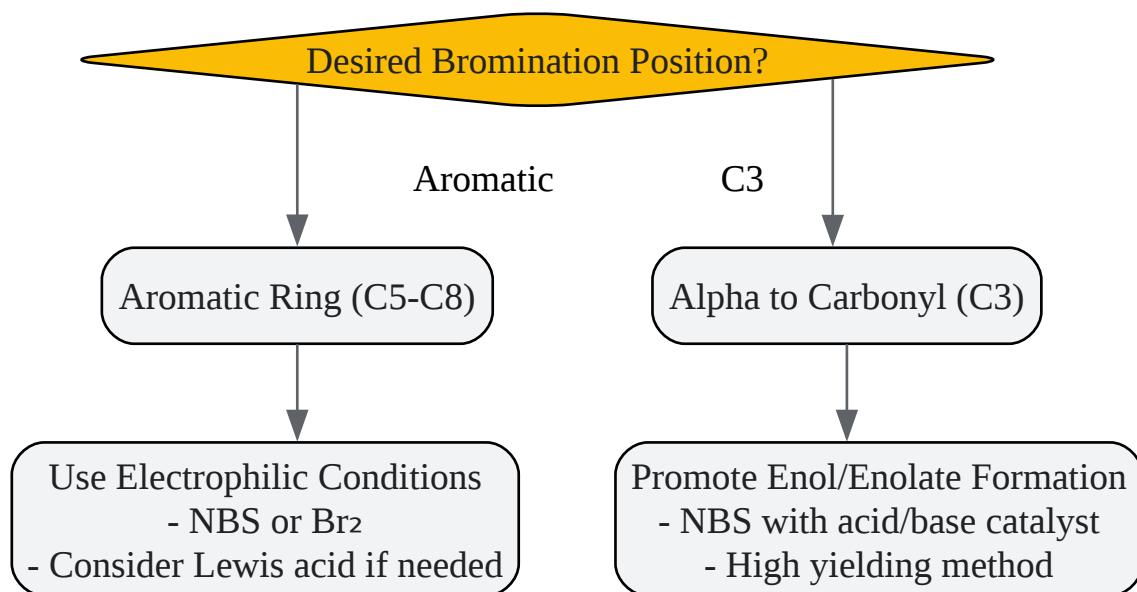 Desired Bromination Position?
Aromatic
C3
Aromatic Ring (C5-C8)
Alpha to Carbonyl (C3)
Use Electrophilic Conditions
- NBS or Br₂
- Consider Lewis acid if needed
Promote Enol/Enolate Formation
- NBS with acid/base catalyst
- High yielding method